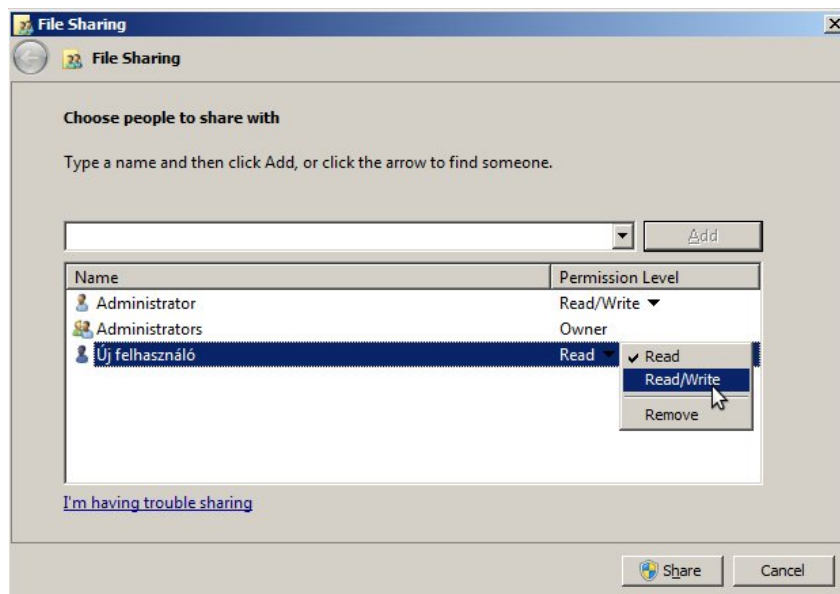 File Sharing
File Sharing
Choose people to share with
Type a name and then click Add, or click the arrow to find someone.
Add
Name Permission Level
Administrator Read/Write
Administrators Owner
Új felhasználó Read
Read
Read/Write
Remove
I'm having trouble sharing
Share Cancel